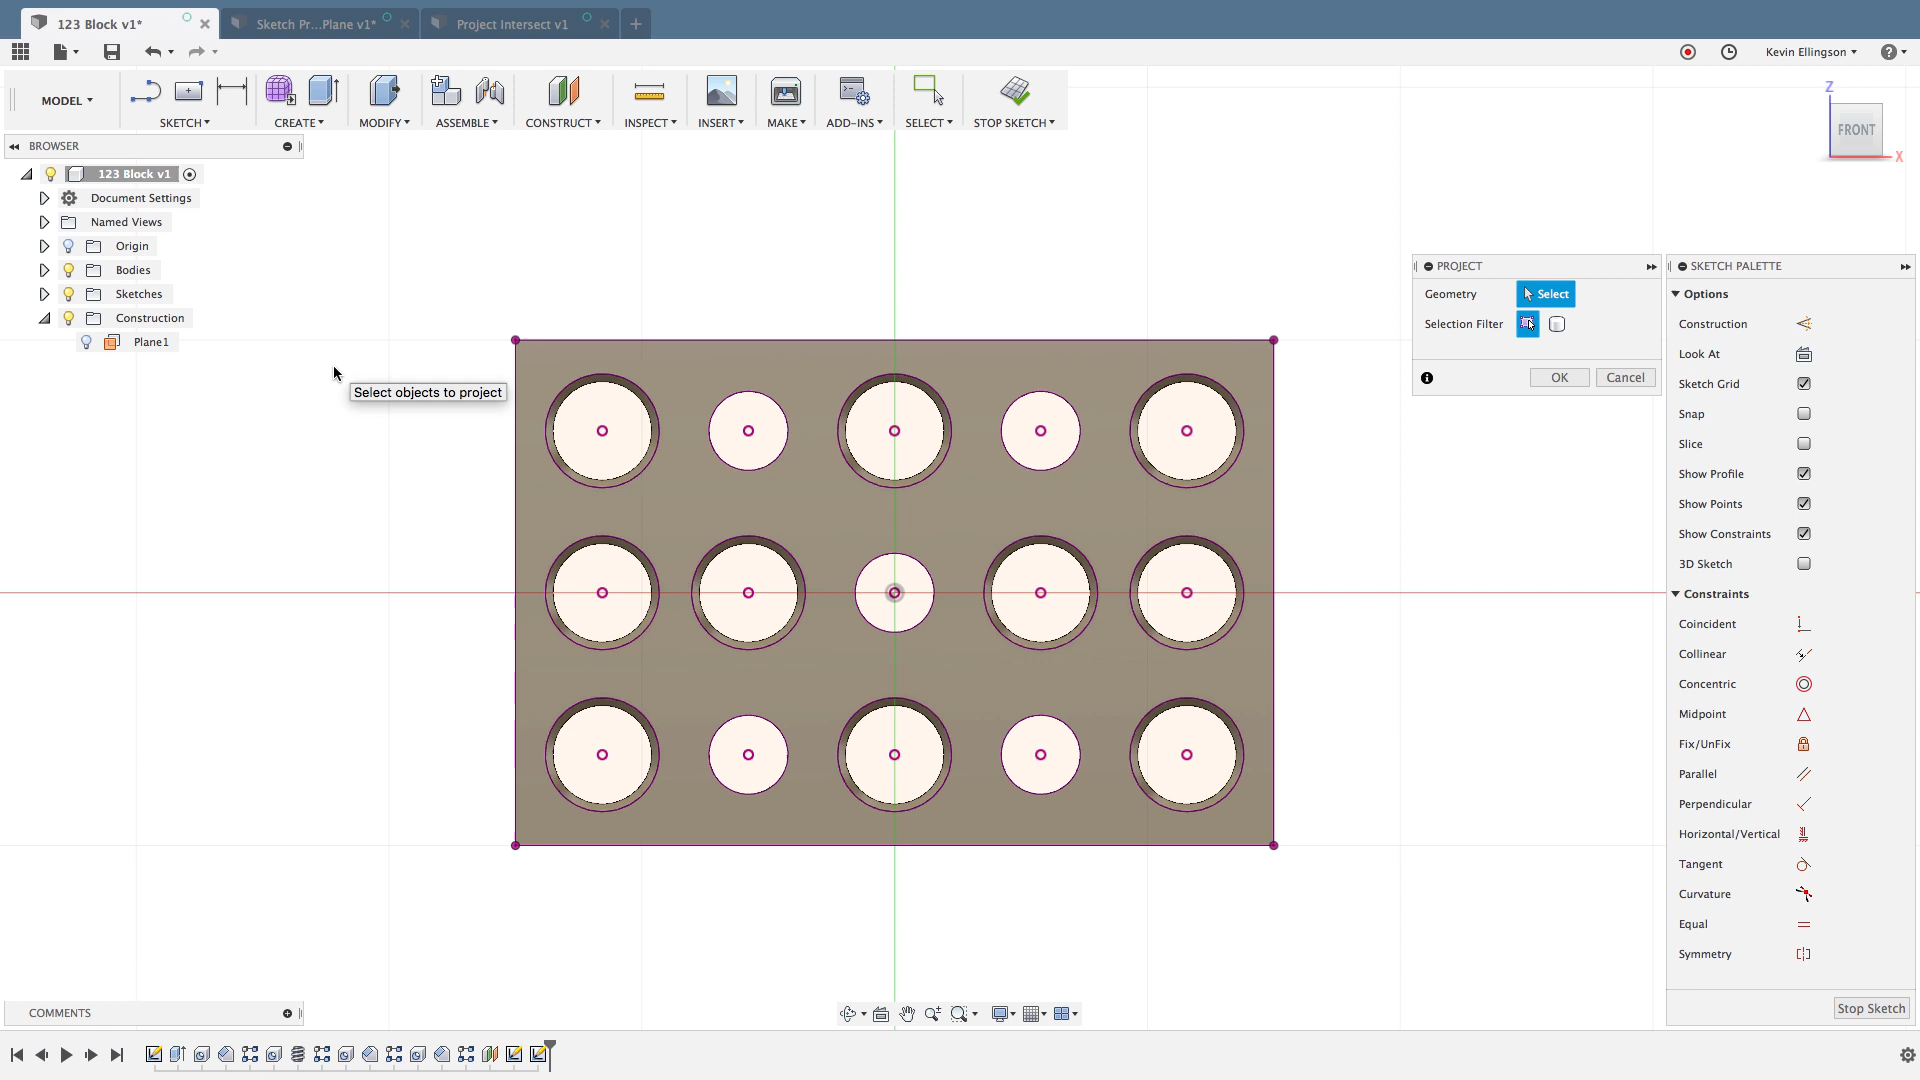 123 Block v1*
Sketch Pr...Plane v1*
Project Intersect v1
Kevin Ellingson
MODEL
SKETCH
CREATE
MODIFY
ASSEMBLE
CONSTRUCT
INSPECT
INSERT
MAKE
ADD-INS
SELECT
STOP SKETCH
Z
FRONT
X
BROWSER
123 Block v1
Document Settings
Named Views
Origin
Bodies
Sketches
Construction
Plane1
Select objects to project
PROJECT
Geometry
Select
Selection Filter
OK
Cancel
SKETCH PALETTE
Options
Construction
Look At
Sketch Grid
Snap
Slice
Show Profile
Show Points
Show Constraints
3D Sketch
Constraints
Coincident
Collinear
Concentric
Midpoint
Fix/UnFix
Parallel
Perpendicular
Horizontal/Vertical
Tangent
Curvature
Equal
Symmetry
Stop Sketch
COMMENTS